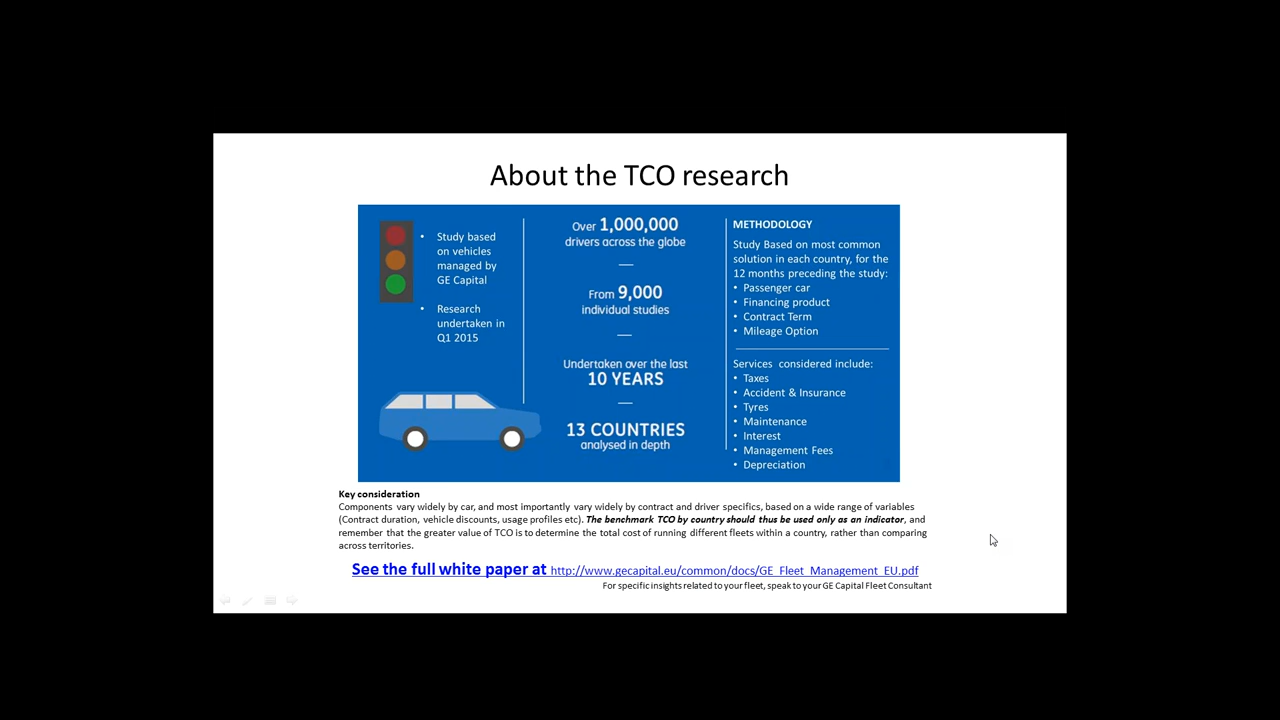 About the TCO research
• Study based
on vehicles
managed by
GE Capital
• Research
undertaken in
Q1 2015
Over 1,000,000
drivers across the globe
From 9,000
individual studies
Undertaken over the last
10 YEARS
13 COUNTRIES
analysed in depth
METHODOLOGY
Study Based on most common
solution in each country, for the
12 months preceding the study:
• Passenger car
• Financing product
• Contract Term
• Mileage Option
Services considered include:
• Taxes
• Accident & Insurance
• Tyres
• Maintenance
• Interest
• Management Fees
• Depreciation
Key consideration
Components vary widely by car, and most importantly vary widely by contract and driver specifics, based on a wide range of variables
(Contract duration, vehicle discounts, usage profiles etc). The benchmark TCO by country should thus be used only as an indicator, and
remember that the greater value of TCO is to determine the total cost of running different fleets within a country, rather than comparing
across territories.
See the full white paper at http://www.gecapital.eu/common/docs/GE_Fleet_Management_EU.pdf
For specific insights related to your fleet, speak to your GE Capital Fleet Consultant